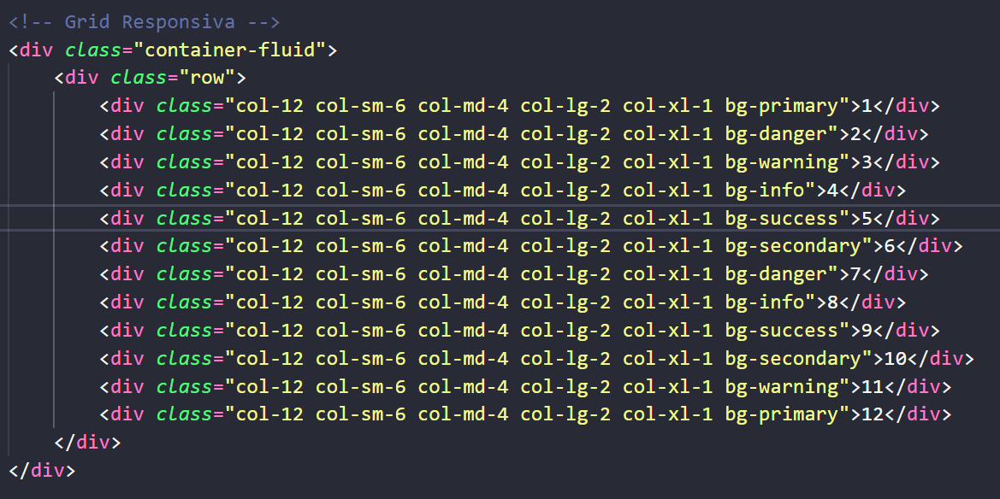 <!-- Grid Responsiva -->
<div class="container-fluid">
    <div class="row">
        <div class="col-12 col-sm-6 col-md-4 col-lg-2 col-xl-1 bg-primary">1</div>
        <div class="col-12 col-sm-6 col-md-4 col-lg-2 col-xl-1 bg-danger">2</div>
        <div class="col-12 col-sm-6 col-md-4 col-lg-2 col-xl-1 bg-warning">3</div>
        <div class="col-12 col-sm-6 col-md-4 col-lg-2 col-xl-1 bg-info">4</div>
        <div class="col-12 col-sm-6 col-md-4 col-lg-2 col-xl-1 bg-success">5</div>
        <div class="col-12 col-sm-6 col-md-4 col-lg-2 col-xl-1 bg-secondary">6</div>
        <div class="col-12 col-sm-6 col-md-4 col-lg-2 col-xl-1 bg-danger">7</div>
        <div class="col-12 col-sm-6 col-md-4 col-lg-2 col-xl-1 bg-info">8</div>
        <div class="col-12 col-sm-6 col-md-4 col-lg-2 col-xl-1 bg-success">9</div>
        <div class="col-12 col-sm-6 col-md-4 col-lg-2 col-xl-1 bg-secondary">10</div>
        <div class="col-12 col-sm-6 col-md-4 col-lg-2 col-xl-1 bg-warning">11</div>
        <div class="col-12 col-sm-6 col-md-4 col-lg-2 col-xl-1 bg-primary">12</div>
    </div>
</div>